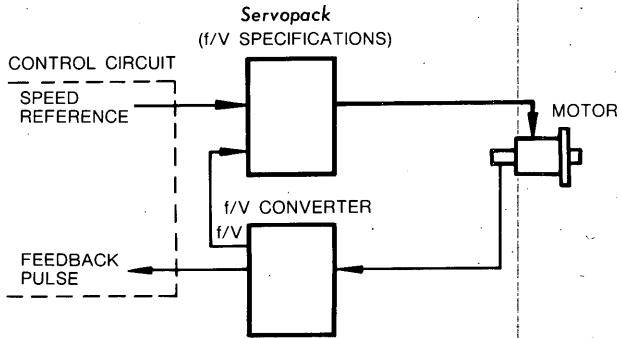 Servopack
(f/V SPECIFICATIONS)
CONTROL CIRCUIT
SPEED
REFERENCE
MOTOR
f/V CONVERTER
f/V
FEEDBACK
PULSE